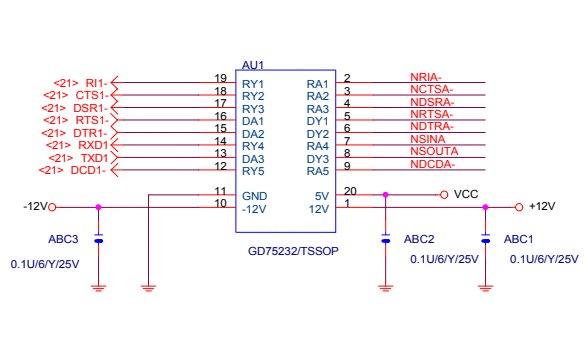 AU1
<21> RI1- 19 RY1 RA1 2 NRIA-
<21> CTS1- 18 RY2 RA2 3 NCTSA-
<21> DSR1- 17 RY3 RA3 4 NDSRA-
<21> RTS1- 16 DA1 DY1 5 NRTSA-
<21> DTR1- 15 DA2 DY2 6 NDTRA-
<21> RXD1 14 RY4 RA4 7 NSINA
<21> TXD1 13 DA3 DY3 8 NSOUTA
<21> DCD1- 12 RY5 RA5 9 NDCDA-
11 GND 5V 20 VCC
-12V 10 -12V 12V 1 +12V
ABC3 ABC2 ABC1
GD75232/TSSOP
0.1U/6/Y/25V 0.1U/6/Y/25V 0.1U/6/Y/25V